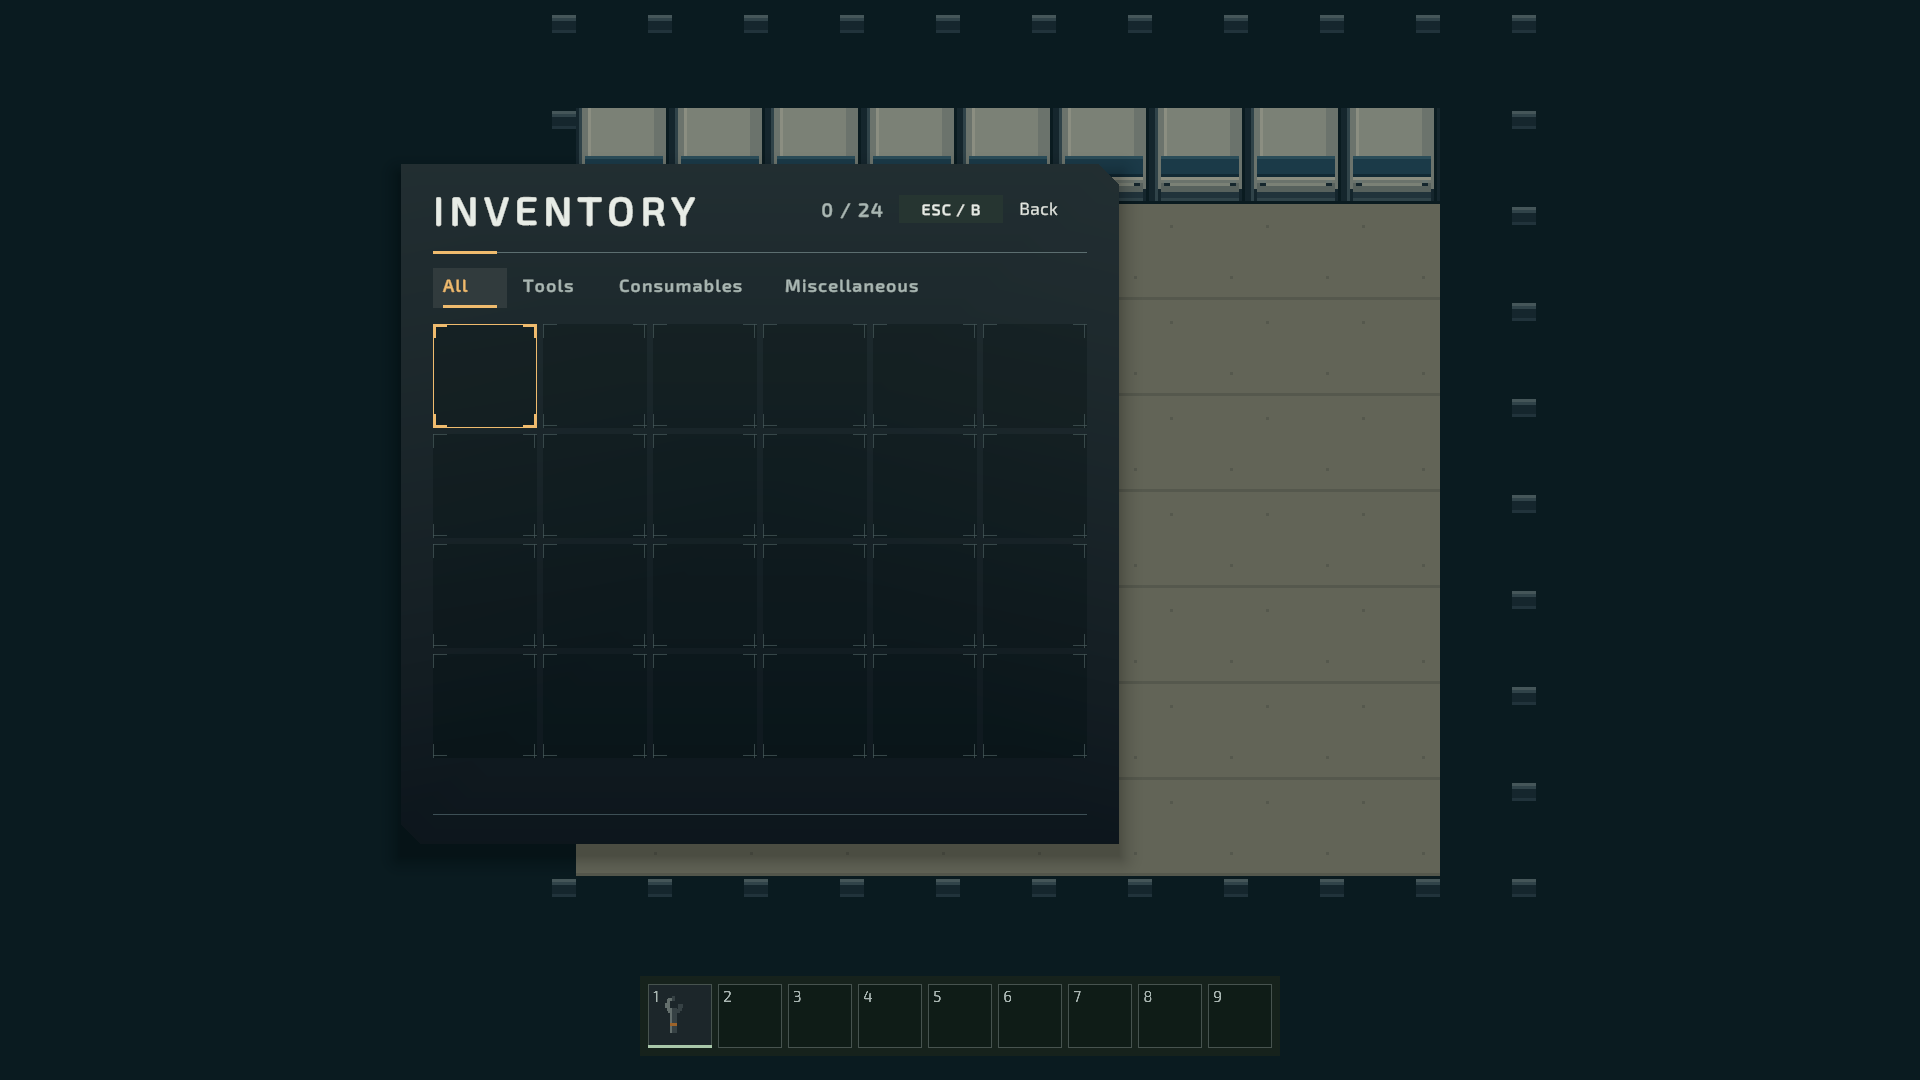 INVENTORY
0 / 24
ESC / B
Back
All
Tools
Consumables
Miscellaneous
1
2
3
4
5
6
7
8
9